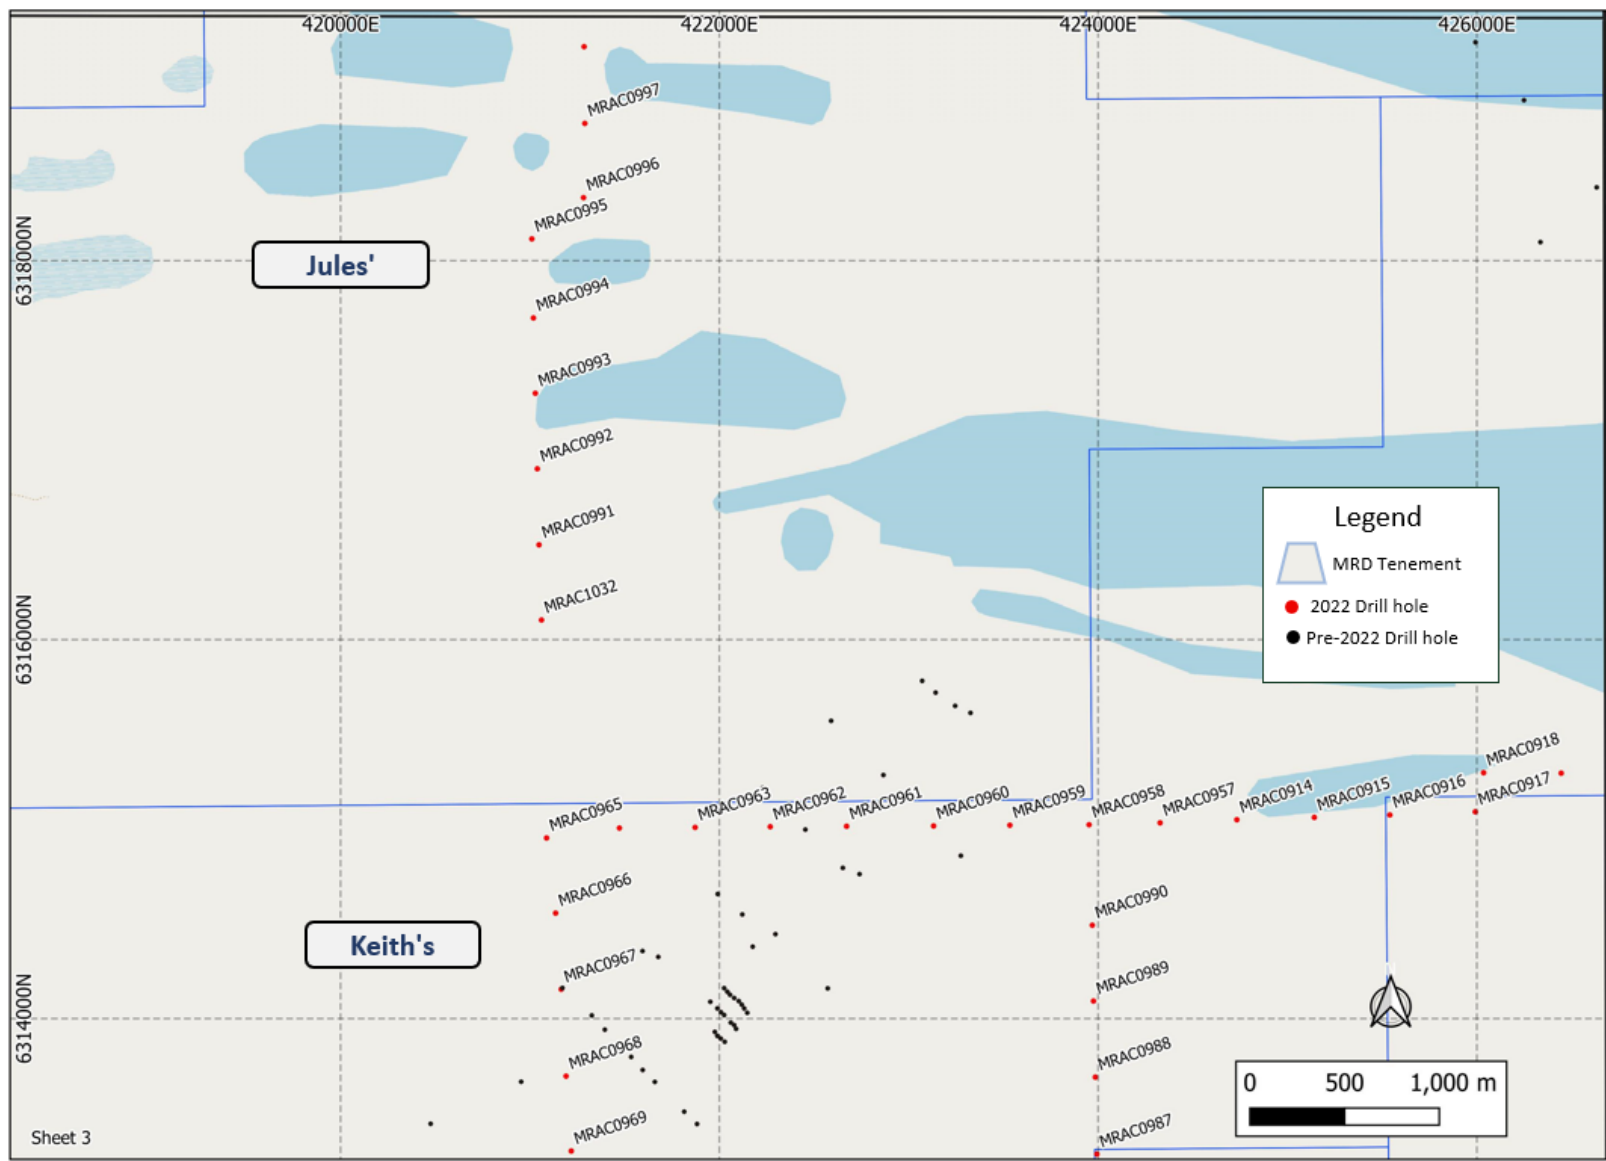 420000E
422000E
424000E
426000E
MRAC0997
MRAC0996
MRAC0995
6318000N
Jules'
MRAC0994
MRAC0993
MRAC0992
MRAC0991
MRAC1032
Legend
MRD Tenement
2022 Drill hole
Pre-2022 Drill hole
6316000N
MRAC0918
MRAC0965
MRAC0963
MRAC0962
MRAC0961
MRAC0960
MRAC0959
MRAC0958
MRAC0957
MRAC0914
MRAC0915
MRAC0916
MRAC0917
MRAC0966
MRAC0990
Keith's
MRAC0967
MRAC0989
6314000N
MRAC0968
MRAC0988
0 500 1,000 m
MRAC0969
MRAC0987
Sheet 3